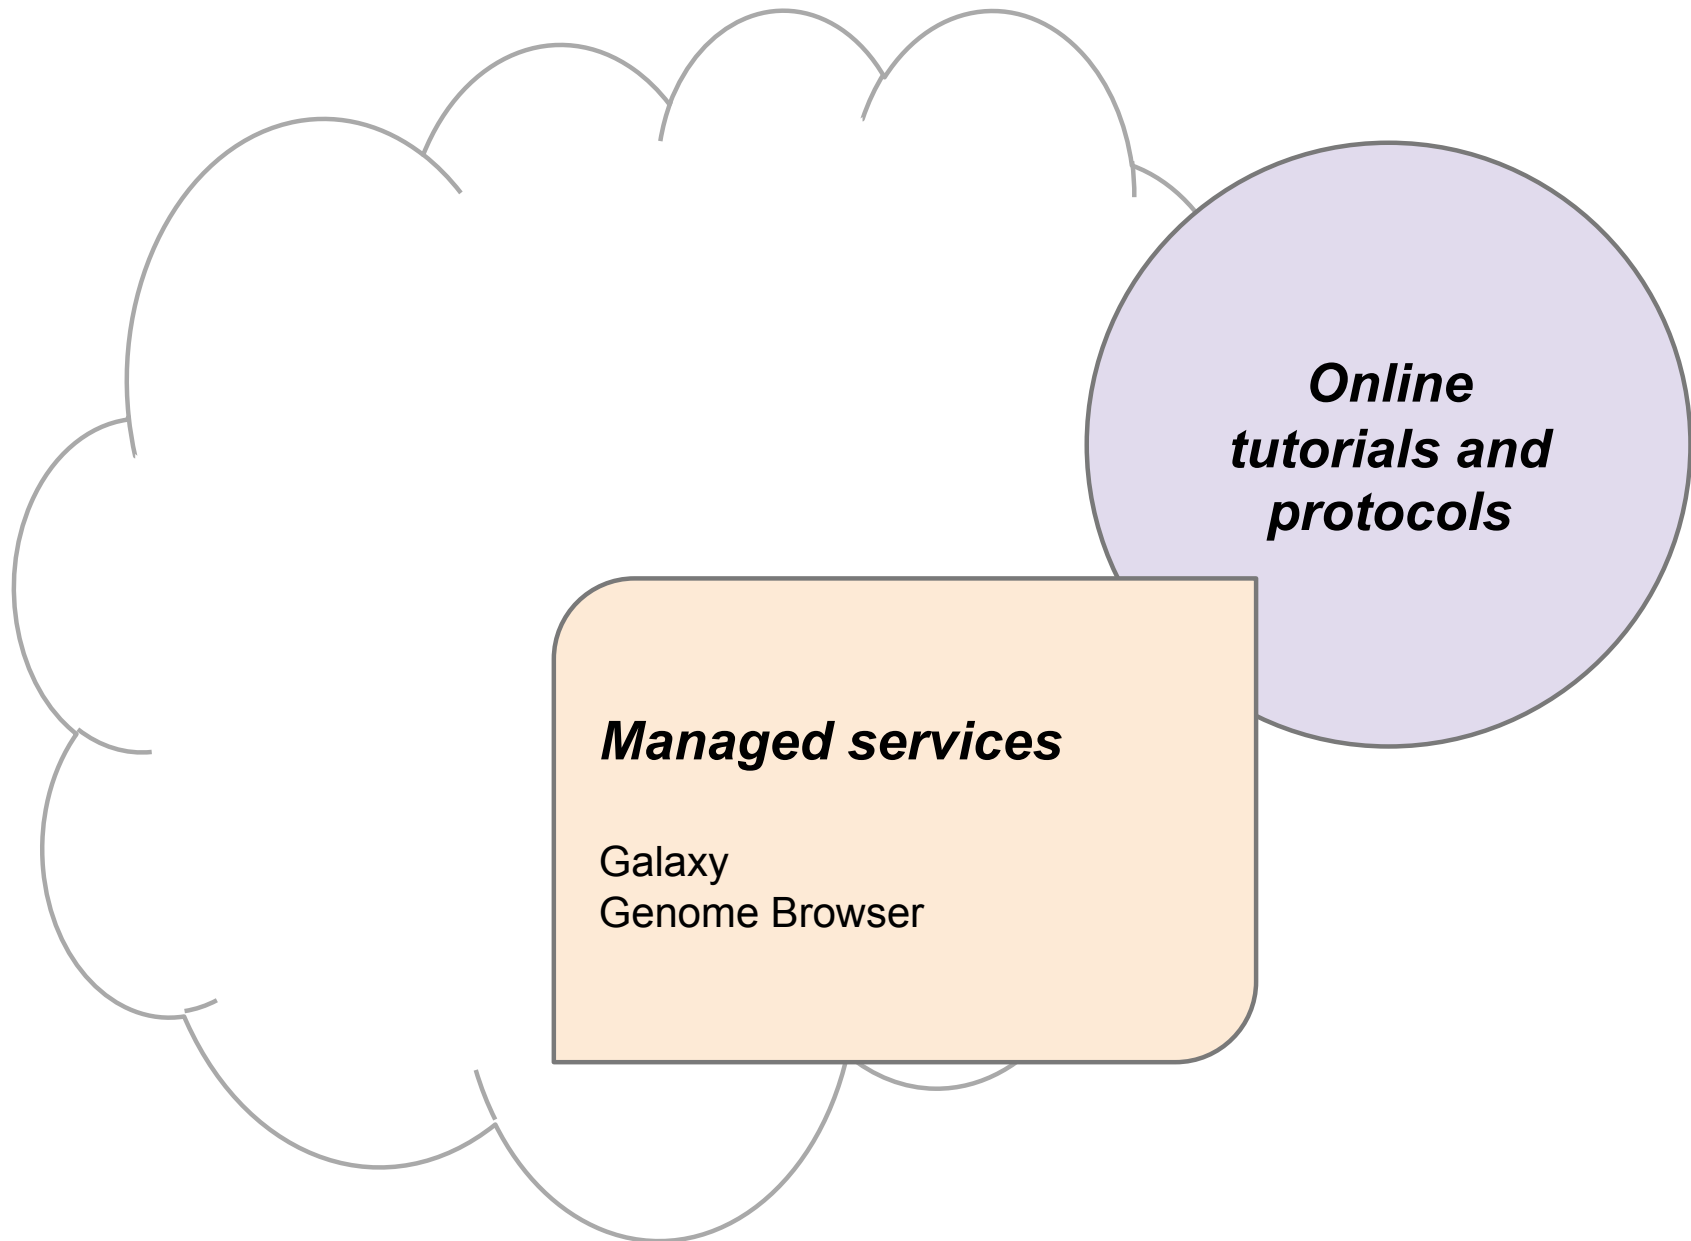 Online
tutorials and
protocols
Managed services
Galaxy
Genome Browser